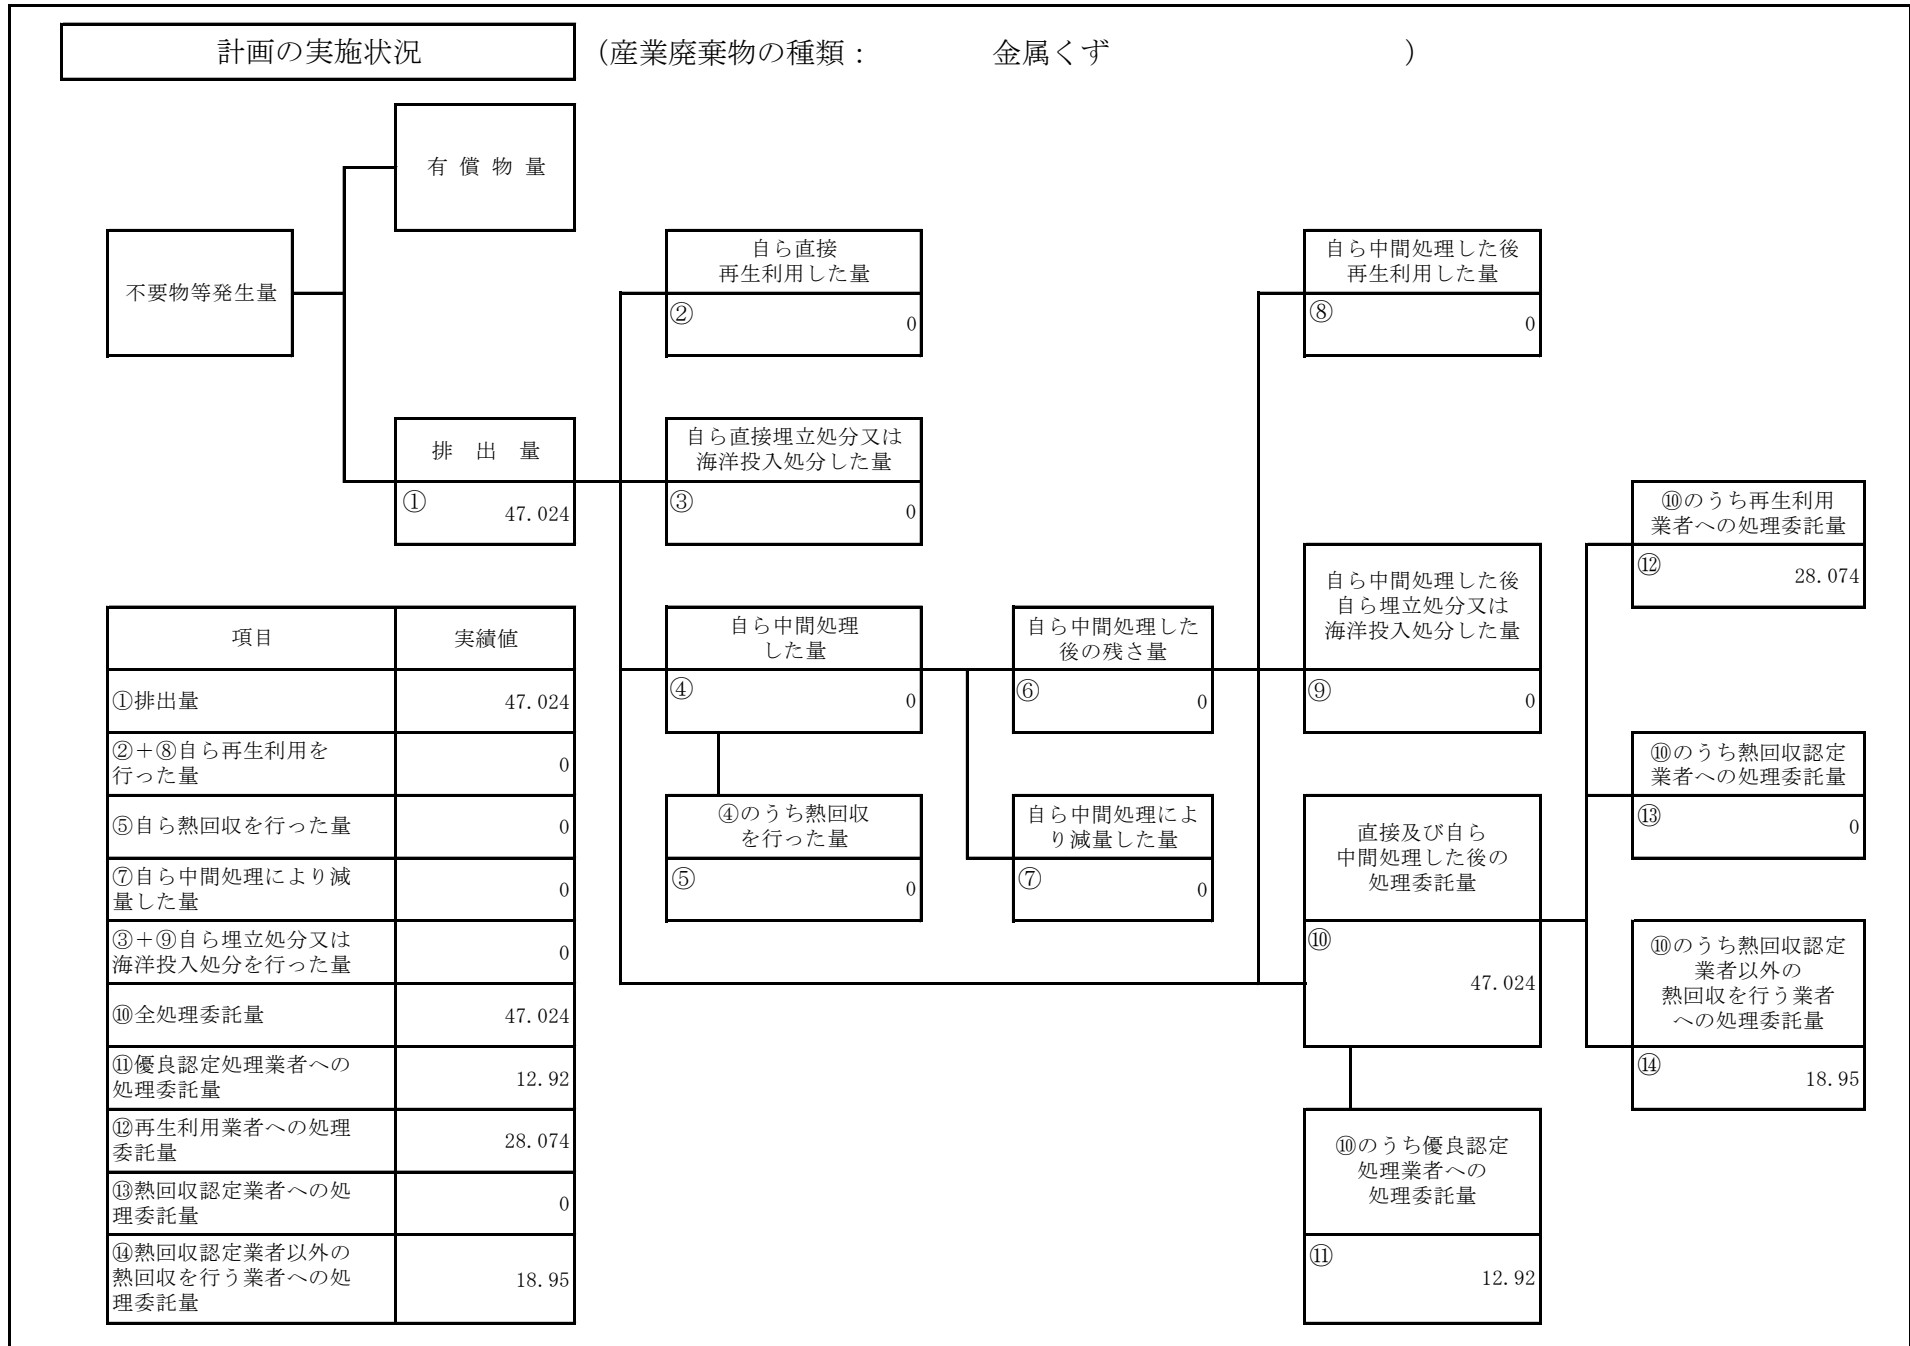 計画の実施状況 （産業廃棄物の種類： 金属くず ）
有償物量
不要物等発生量
排出量
① 47.024
自ら直接
再生利用した量
② 0
自ら直接埋立処分又は
海洋投入処分した量
③ 0
自ら中間処理
した量
④ 0
④のうち熱回収
を行った量
⑤ 0
自ら中間処理した
後の残さ量
⑥ 0
自ら中間処理によ
り減量した量
⑦ 0
自ら中間処理した後
再生利用した量
⑧ 0
自ら中間処理した後
自ら埋立処分又は
海洋投入処分した量
⑨ 0
直接及び自ら
中間処理した後の
処理委託量
⑩
47.024
⑩のうち優良認定
処理業者への
処理委託量
⑪
12.92
⑩のうち再生利用
業者への処理委託量
⑫ 28.074
⑩のうち熱回収認定
業者への処理委託量
⑬ 0
⑩のうち熱回収認定
業者以外の
熱回収を行う業者
への処理委託量
⑭ 18.95
項目 実績値
①排出量 47.024
②＋⑧自ら再生利用を
行った量 0
⑤自ら熱回収を行った量 0
⑦自ら中間処理により減
量した量 0
③＋⑨自ら埋立処分又は
海洋投入処分を行った量 0
⑩全処理委託量 47.024
⑪優良認定処理業者への
処理委託量 12.92
⑫再生利用業者への処理
委託量 28.074
⑬熱回収認定業者への処
理委託量 0
⑭熱回収認定業者以外の
熱回収を行う業者への処
理委託量 18.95